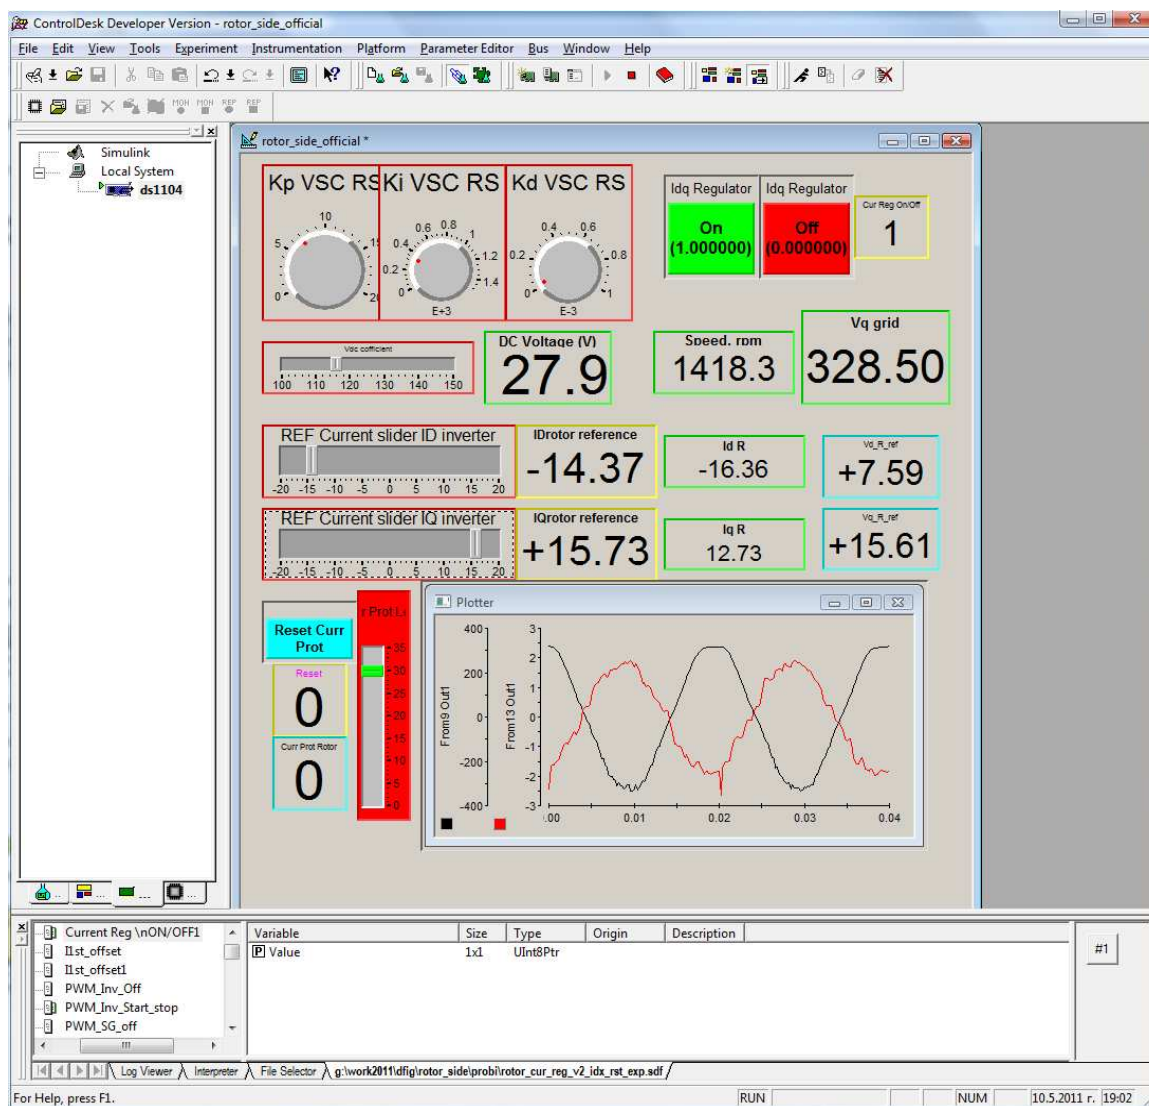 ControlDesk Developer Version - rotor_side_official
File Edit View Tools Experiment Instrumentation Platform Parameter Editor Bus Window Help
MON MON REP REP
Simulink
Local System
ds1104
rotor_side_official *
Kp VSC RS
0 5 10 15 20
Ki VSC RS
0 0.2 0.4 0.6 0.8 1 1.2 1.4
E+3
Kd VSC RS
0 0.2 0.4 0.6 0.8 1
E-3
Idq Regulator
On
(1.000000)
Idq Regulator
Off
(0.000000)
Cur Reg On/Off
1
Vdc cofficient
100 110 120 130 140 150
DC Voltage (V)
27.9
Speed, rpm
1418.3
Vq grid
328.50
REF Current slider ID inverter
-20 -15 -10 -5 0 5 10 15 20
IDrotor reference
-14.37
Id R
-16.36
Vd_R_ref
+7.59
REF Current slider IQ inverter
-20 -15 -10 -5 0 5 10 15 20
IQrotor reference
+15.73
Iq R
12.73
Vq_R_ref
+15.61
Reset Curr
Prot
Reset
0
Curr Prot Rotor
0
r Prot L
35
30
25
20
15
10
5
0
Plotter
From9 Out1
400
200
0
-200
-400
From13 Out1
3
2
1
0
-1
-2
-3
.00 0.01 0.02 0.03 0.04
Current Reg \nON/OFF1
I1st_offset
I1st_offset1
PWM_Inv_Off
PWM_Inv_Start_stop
PWM_SG_off
Variable Size Type Origin Description
P Value 1x1 UInt8Ptr
#1
Log Viewer Interpreter File Selector g:\work2011\dfig\rotor_side\probi\rotor_cur_reg_v2_idx_rst_exp.sdf
For Help, press F1. RUN NUM 10.5.2011 г. 19:02